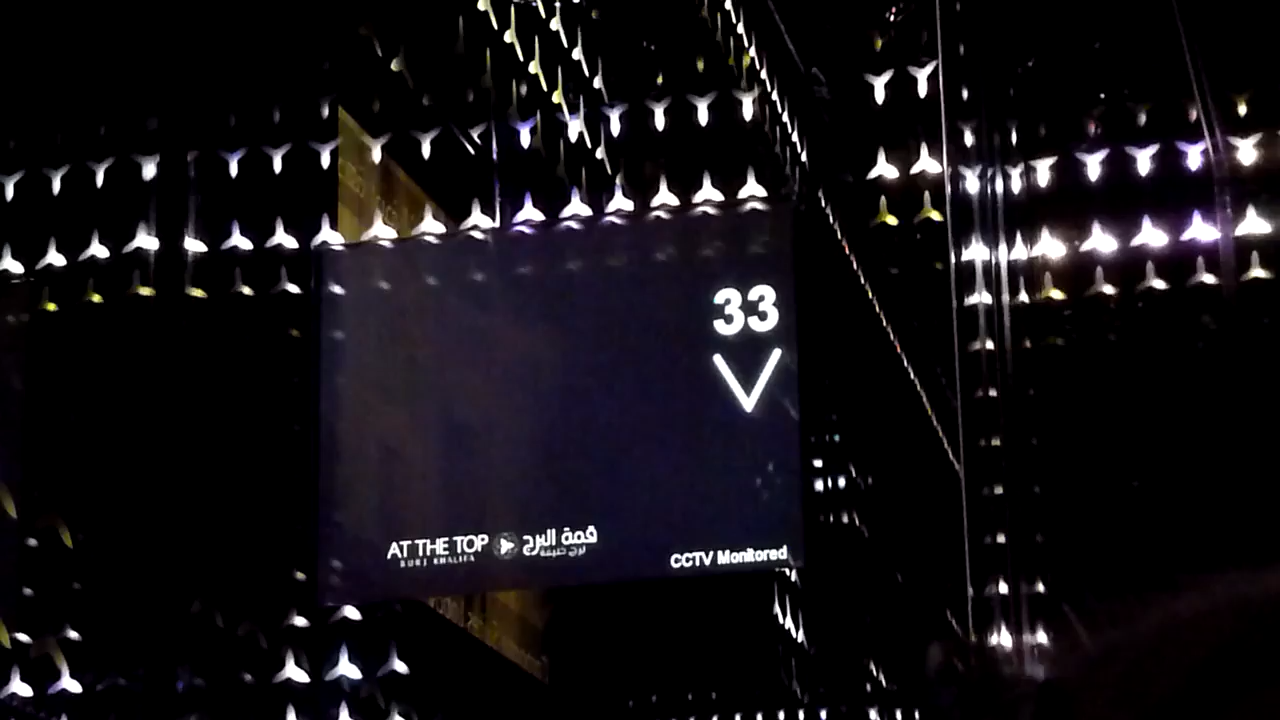 33
AT THE TOP
BURJ KHALIFA
قمة البرج
برج خليفة
CCTV Monitored